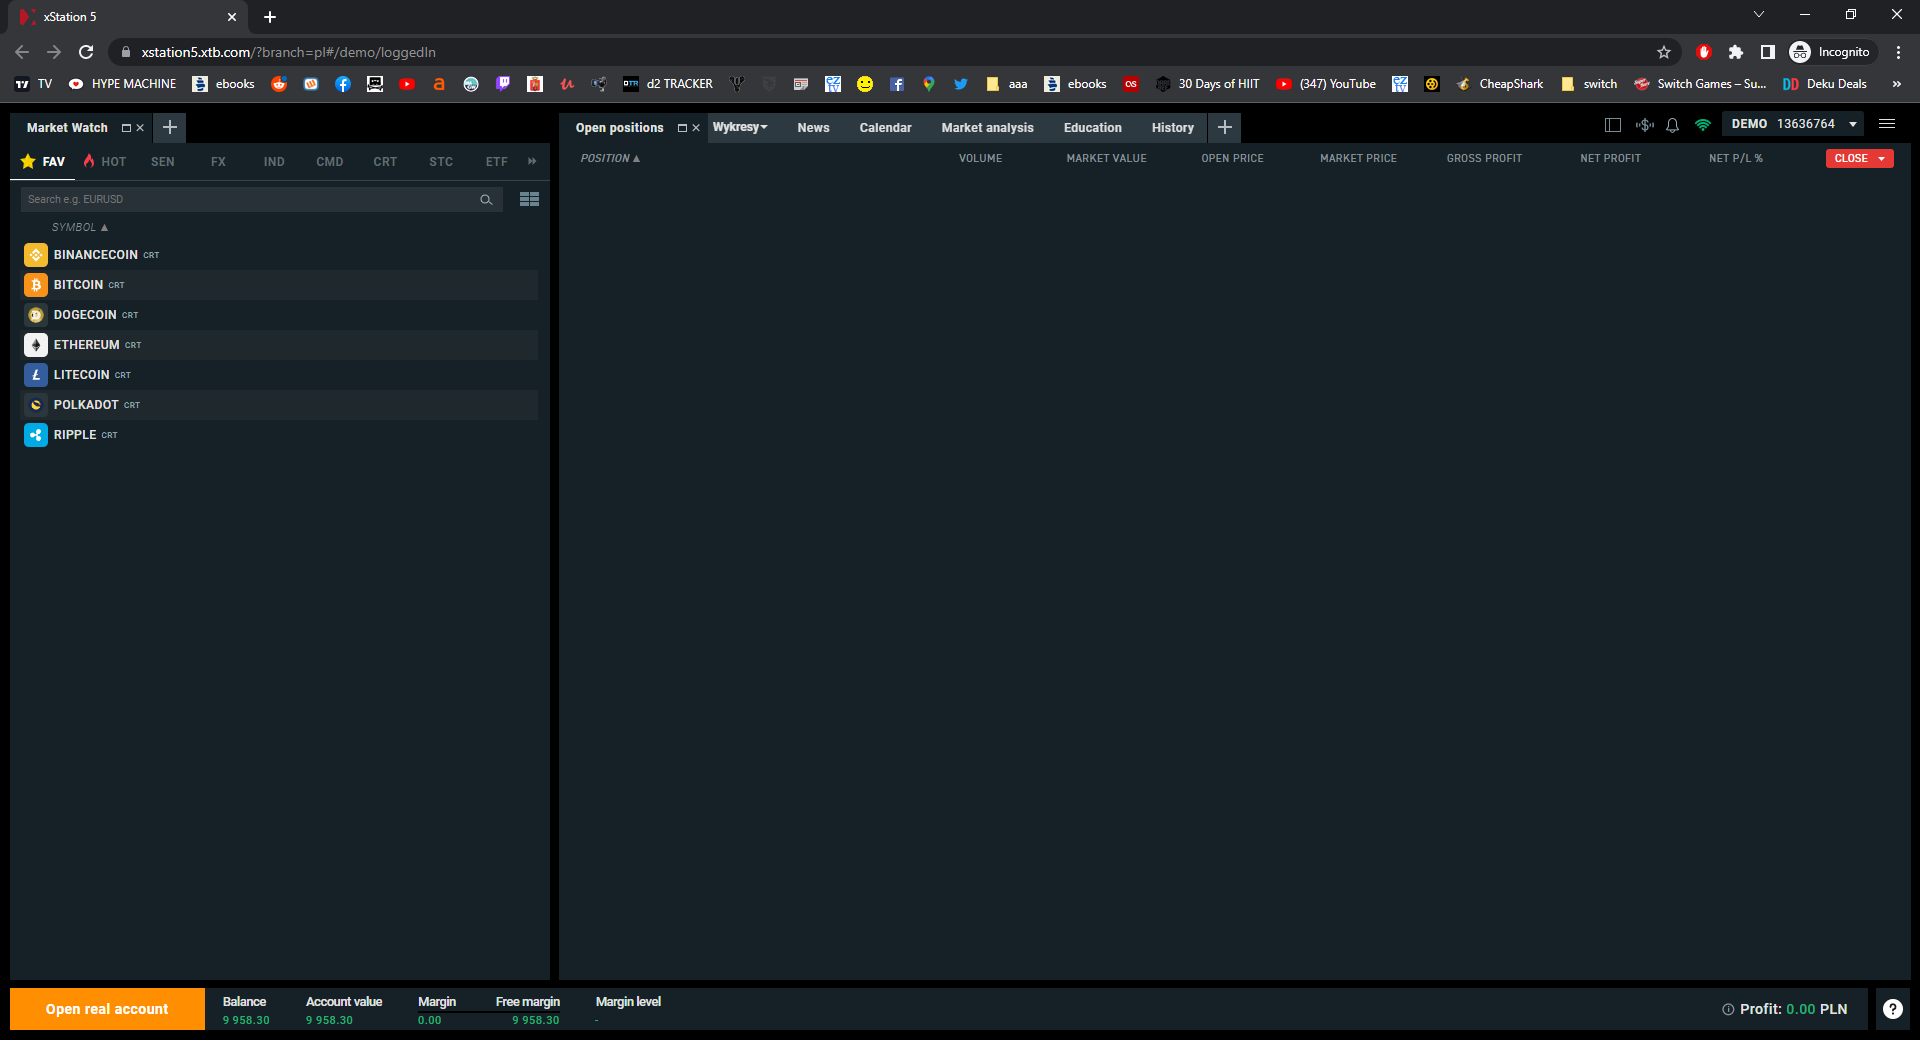 xStation 5
xstation5.xtb.com/?branch=pl#/demo/loggedIn
Incognito
TV
HYPE MACHINE
ebooks
d2 TRACKER
aaa
ebooks
30 Days of HIIT
(347) YouTube
CheapShark
switch
Switch Games – Su...
Deku Deals
»
Market Watch
Open positions
Wykresy
News
Calendar
Market analysis
Education
History
DEMO 13636764
FAV
HOT
SEN
FX
IND
CMD
CRT
STC
ETF
POSITION
VOLUME
MARKET VALUE
OPEN PRICE
MARKET PRICE
GROSS PROFIT
NET PROFIT
NET P/L %
CLOSE
Search e.g. EURUSD
SYMBOL
BINANCECOIN CRT
BITCOIN CRT
DOGECOIN CRT
ETHEREUM CRT
LITECOIN CRT
POLKADOT CRT
RIPPLE CRT
Open real account
Balance
9 958.30
Account value
9 958.30
Margin
0.00
Free margin
9 958.30
Margin level
-
Profit: 0.00 PLN
?